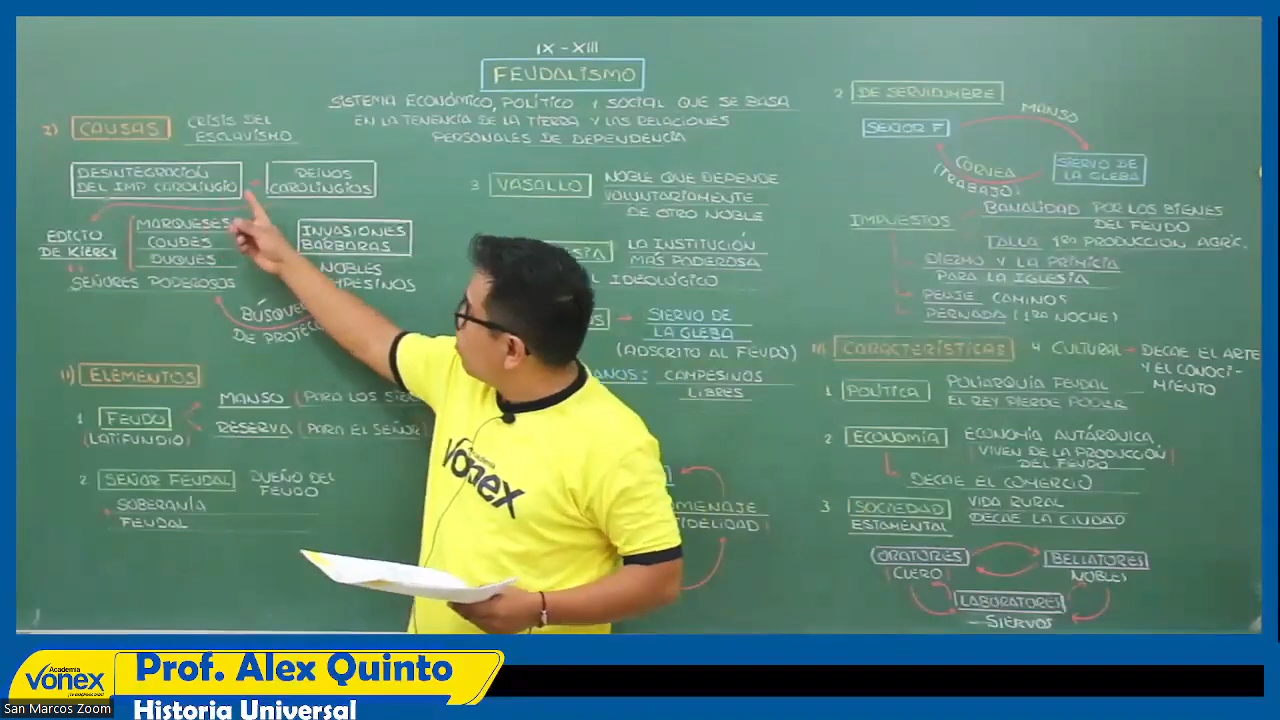 IX - XIII
FEUDALISMO
SISTEMA ECONÓMICO, POLÍTICO Y SOCIAL QUE SE BASA
EN LA TENENCIA DE LA TIERRA Y LAS RELACIONES
PERSONALES DE DEPENDENCIA
I) CAUSAS
CRISIS DEL
ESCLAVISMO
DESINTEGRACIÓN
DEL IMP CAROLINGIO
REINOS
CAROLINGIOS
EDICTO
DE KIERCY
MARQUESES
CONDES
DUQUES
SEÑORES PODEROSOS
INVASIONES
BÁRBARAS
NOBLES
DE
II) ELEMENTOS
1 FEUDO
(LATIFUNDIO)
MANSO (PARA LOS
RESERVA (PARA EL SEÑOR)
2 SEÑOR FEUDAL
DUEÑO DEL
FEUDO
SOBERANÍA
FEUDAL
3 VASALLO
NOBLE QUE DEPENDE
VOLUNTARIAMENTE
DE OTRO NOBLE
LA INSTITUCIÓN
MÁS PODEROSA
IDEOLÓGICO
SIERVO DE
LA GLEBA
(ADSCRITO AL FEUDO)
CAMPESINOS
LIBRES
2 DE SERVIDUMBRE
SEÑOR F
MANSO
SIERVO DE
LA GLEBA
CORVEA
(TRABAJO)
IMPUESTOS
BANALIDAD POR LOS BIENES
DEL FEUDO
TALLA 1RA PRODUCCION AGRIC.
DIEZMO Y LA PRIMICIA
PARA LA IGLESIA
PEAJE CAMINOS
PERNADA (1RA NOCHE)
III) CARACTERÍSTICAS
4 CULTURAL → DECAE EL ARTE
Y EL CONOCI-
MIENTO
1 POLÍTICA
POLIARQUÍA FEUDAL
EL REY PIERDE PODER
2 ECONOMÍA
ECONOMÍA AUTÁRQUICA
(VIVEN DE LA PRODUCCIÓN
DEL FEUDO)
DECAE EL COMERCIO
3 SOCIEDAD
ESTAMENTAL
VIDA RURAL
DECAE LA CIUDAD
ORATORES
(CLERO)
BELLATORES
NOBLES
LABORATORES
SIERVOS
Academia
Vonex
Academia
Vonex
San Marcos Zoom
Prof. Alex Quinto
Historia Universal